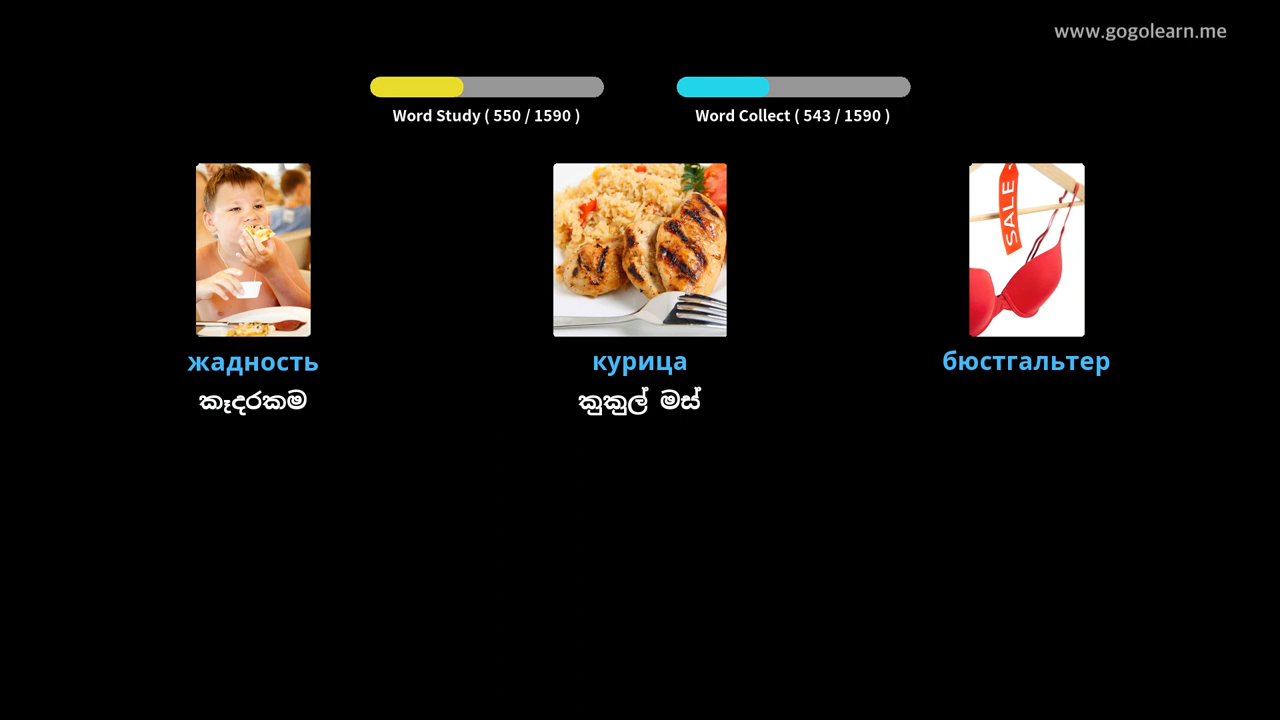 www.gogolearn.me
Word Study ( 550 / 1590 )
Word Collect ( 543 / 1590 )
SALE
жадность
курица
бюстгальтер
කෑදරකම
කුකුල් මස්